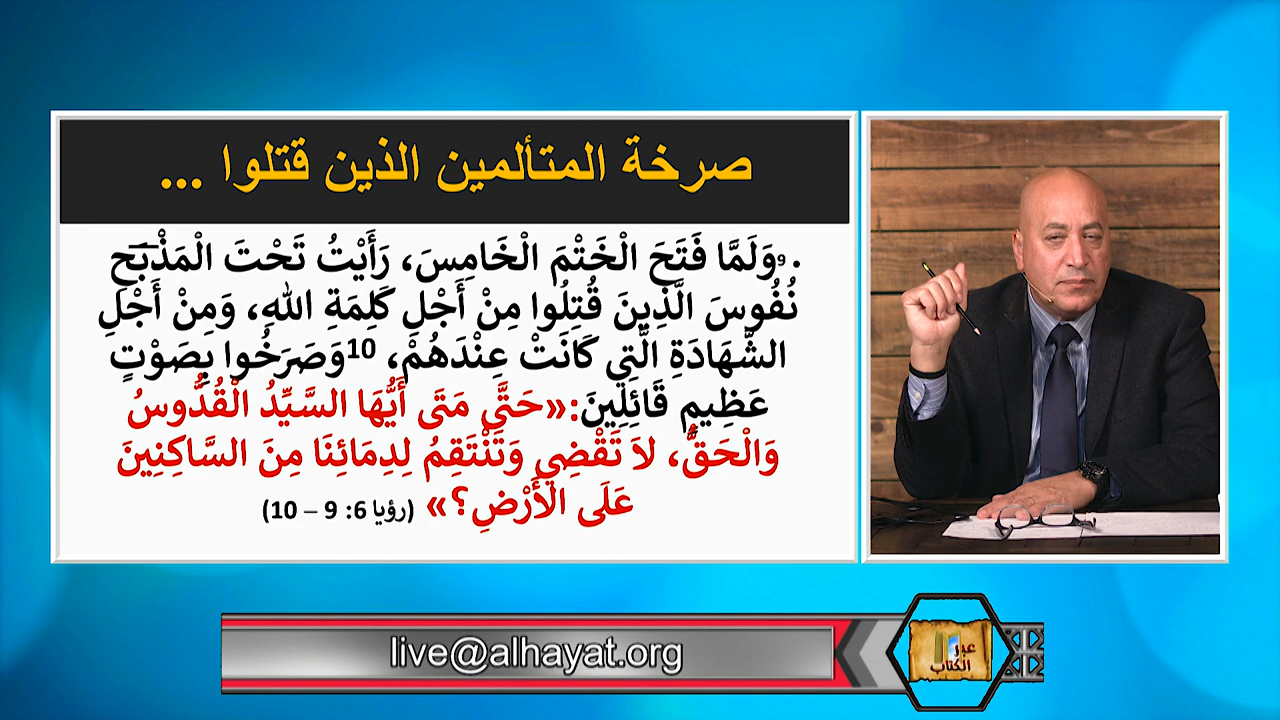 صرخة المتألمين الذين قتلوا ...
. 9وَلَمَّا فَتَحَ الْخَتْمَ الْخَامِسَ، رَأَيْتُ تَحْتَ الْمَذْبَحِ
نُفُوسَ الَّذِينَ قُتِلُوا مِنْ أَجْلِ كَلِمَةِ اللهِ، وَمِنْ أَجْلِ
الشَّهَادَةِ الَّتِي كَانَتْ عِنْدَهُمْ، 10وَصَرَخُوا بِصَوْتٍ
عَظِيمٍ قَائِلِينَ:«حَتَّى مَتَى أَيُّهَا السَّيِّدُ الْقُدُّوسُ
وَالْحَقُّ، لاَ تَقْضِي وَتَنْتَقِمُ لِدِمَائِنَا مِنَ السَّاكِنِينَ
عَلَى الأَرْضِ؟» (رؤيا 6: 9 – 10)
live@alhayat.org
عبر
الكتاب